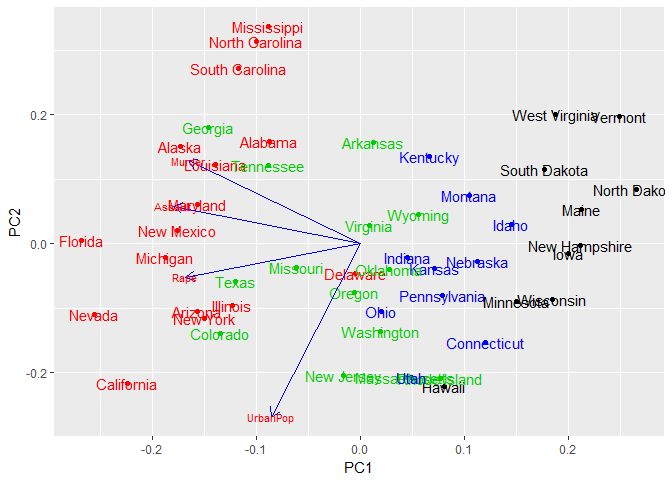 Mississippi
North Carolina
South Carolina
0.2
West Virginia
Vermont
Georgia
Alaska
Alabama
Arkansas
Murder
Louisiana
Tennessee
Kentucky
South Dakota
North Dako
Montana
Assault
Maryland
Wyoming
Maine
Virginia
Idaho
New Mexico
Florida
0.0
New Hampshire
Iowa
Michigan
Indiana
Nebraska
Missouri
Delaware
Oklahoma
Kansas
Rape
Texas
Oregon
Pennsylvania
Minnesota
Wisconsin
Nevada
Arizona
Illinois
New York
Ohio
Colorado
Washington
Connecticut
-0.2
California
New Jersey
Massachusetts
Utah
Rhode Island
Hawaii
UrbanPop
PC2
-0.2
-0.1
0.0
0.1
0.2
PC1